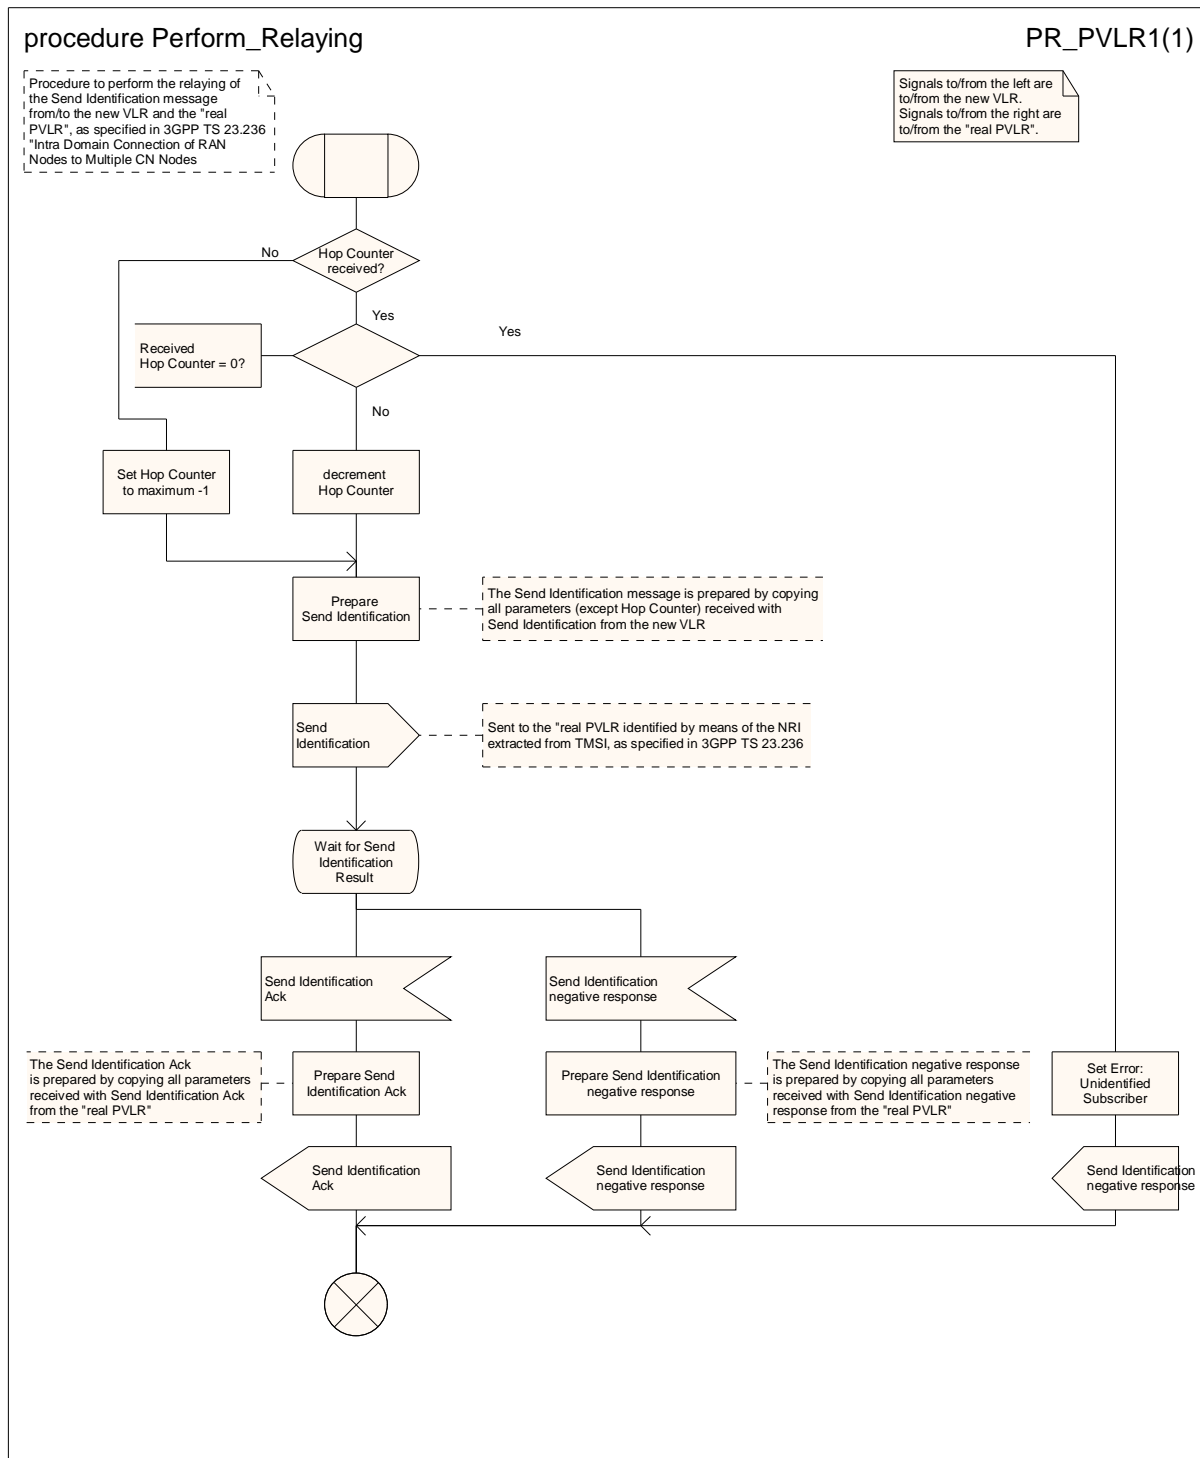 procedure Perform_Relaying
PR_PVLR1(1)
Procedure to perform the relaying of
the Send Identification message
from/to the new VLR and the "real
PVLR", as specified in 3GPP TS 23.236
"Intra Domain Connection of RAN
Nodes to Multiple CN Nodes
Signals to/from the left are
to/from the new VLR.
Signals to/from the right are
to/from the "real PVLR".
Hop Counter
received?
No
Yes
Received
Hop Counter = 0?
Yes
No
Set Hop Counter
to maximum -1
decrement
Hop Counter
Prepare
Send Identification
The Send Identification message is prepared by copying
all parameters (except Hop Counter) received with
Send Identification from the new VLR
Send
Identification
Sent to the "real PVLR identified by means of the NRI
extracted from TMSI, as specified in 3GPP TS 23.236
Wait for Send
Identification
Result
Send Identification
Ack
Send Identification
negative response
The Send Identification Ack
is prepared by copying all parameters
received with Send Identification Ack
from the "real PVLR"
Prepare Send
Identification Ack
Prepare Send Identification
negative response
The Send Identification negative response
is prepared by copying all parameters
received with Send Identification negative
response from the "real PVLR"
Set Error:
Unidentified
Subscriber
Send Identification
Ack
Send Identification
negative response
Send Identification
negative response